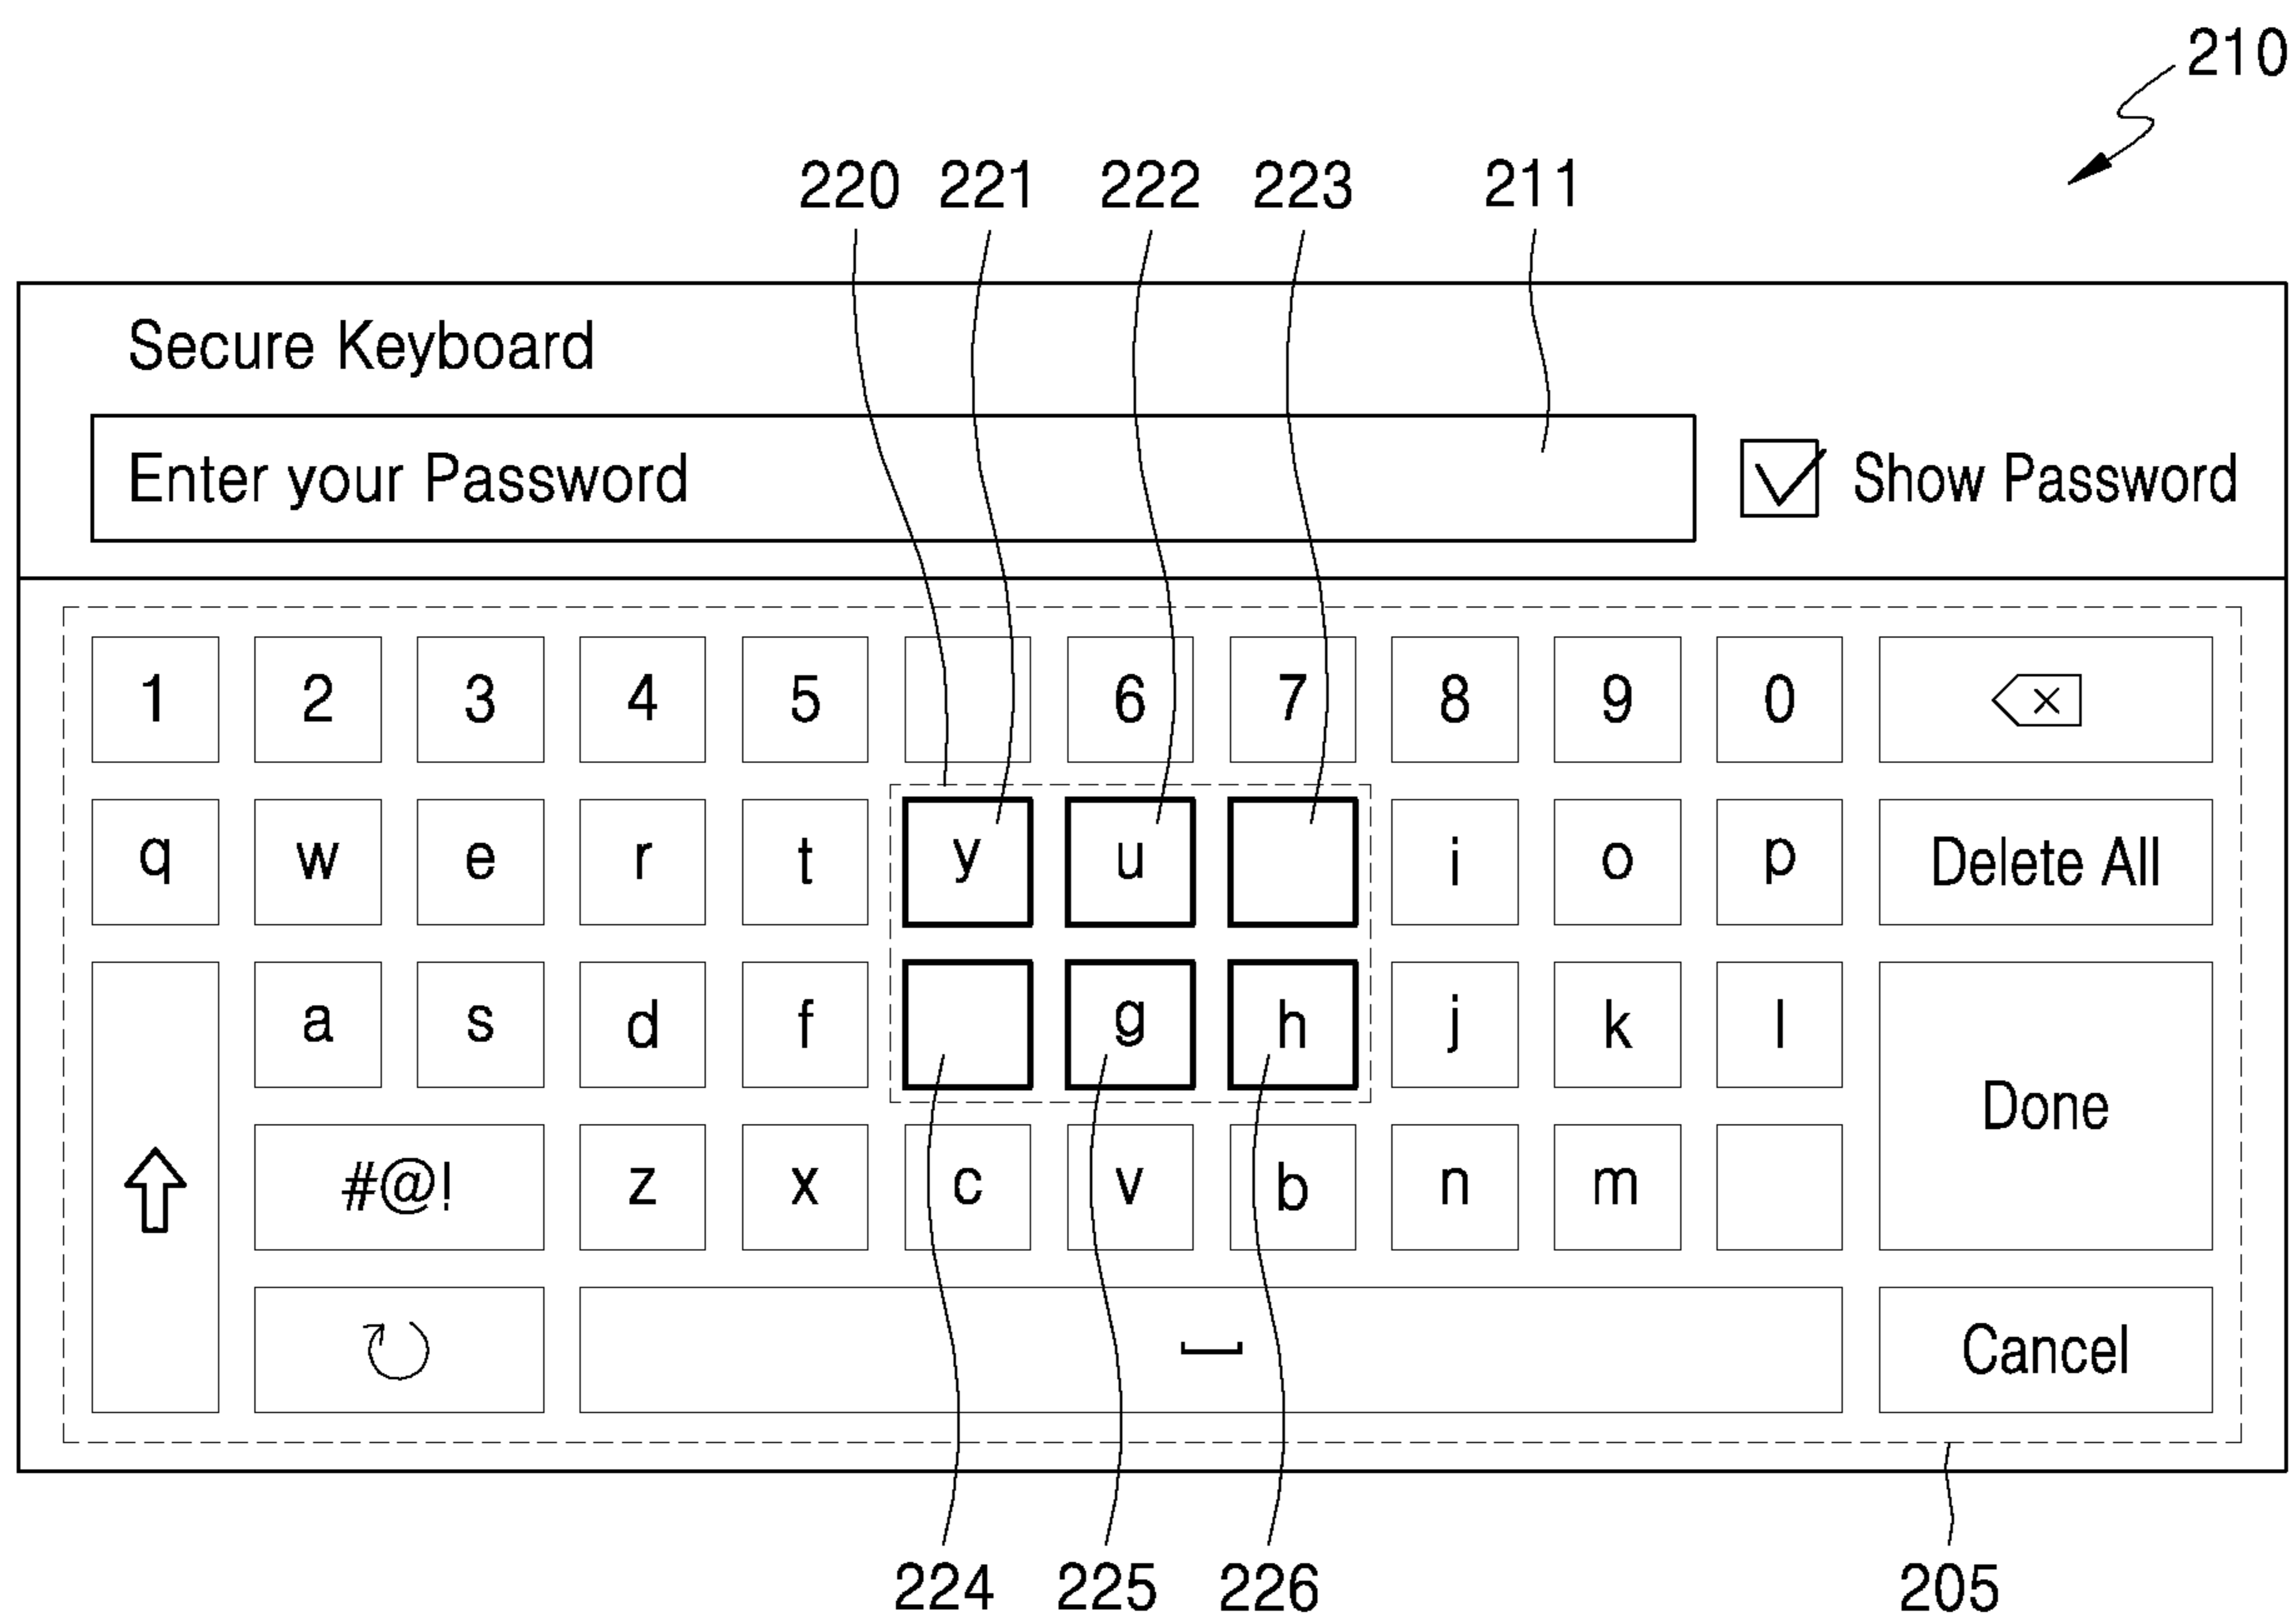 210
220 221 222 223 211
Secure Keyboard
Enter your Password Show Password
1 2 3 4 5 6 7 8 9 0
q w e r t y u i o p Delete All
a s d f g h j k l
Done
#@! z x c v b n m
Cancel
224 225 226 205